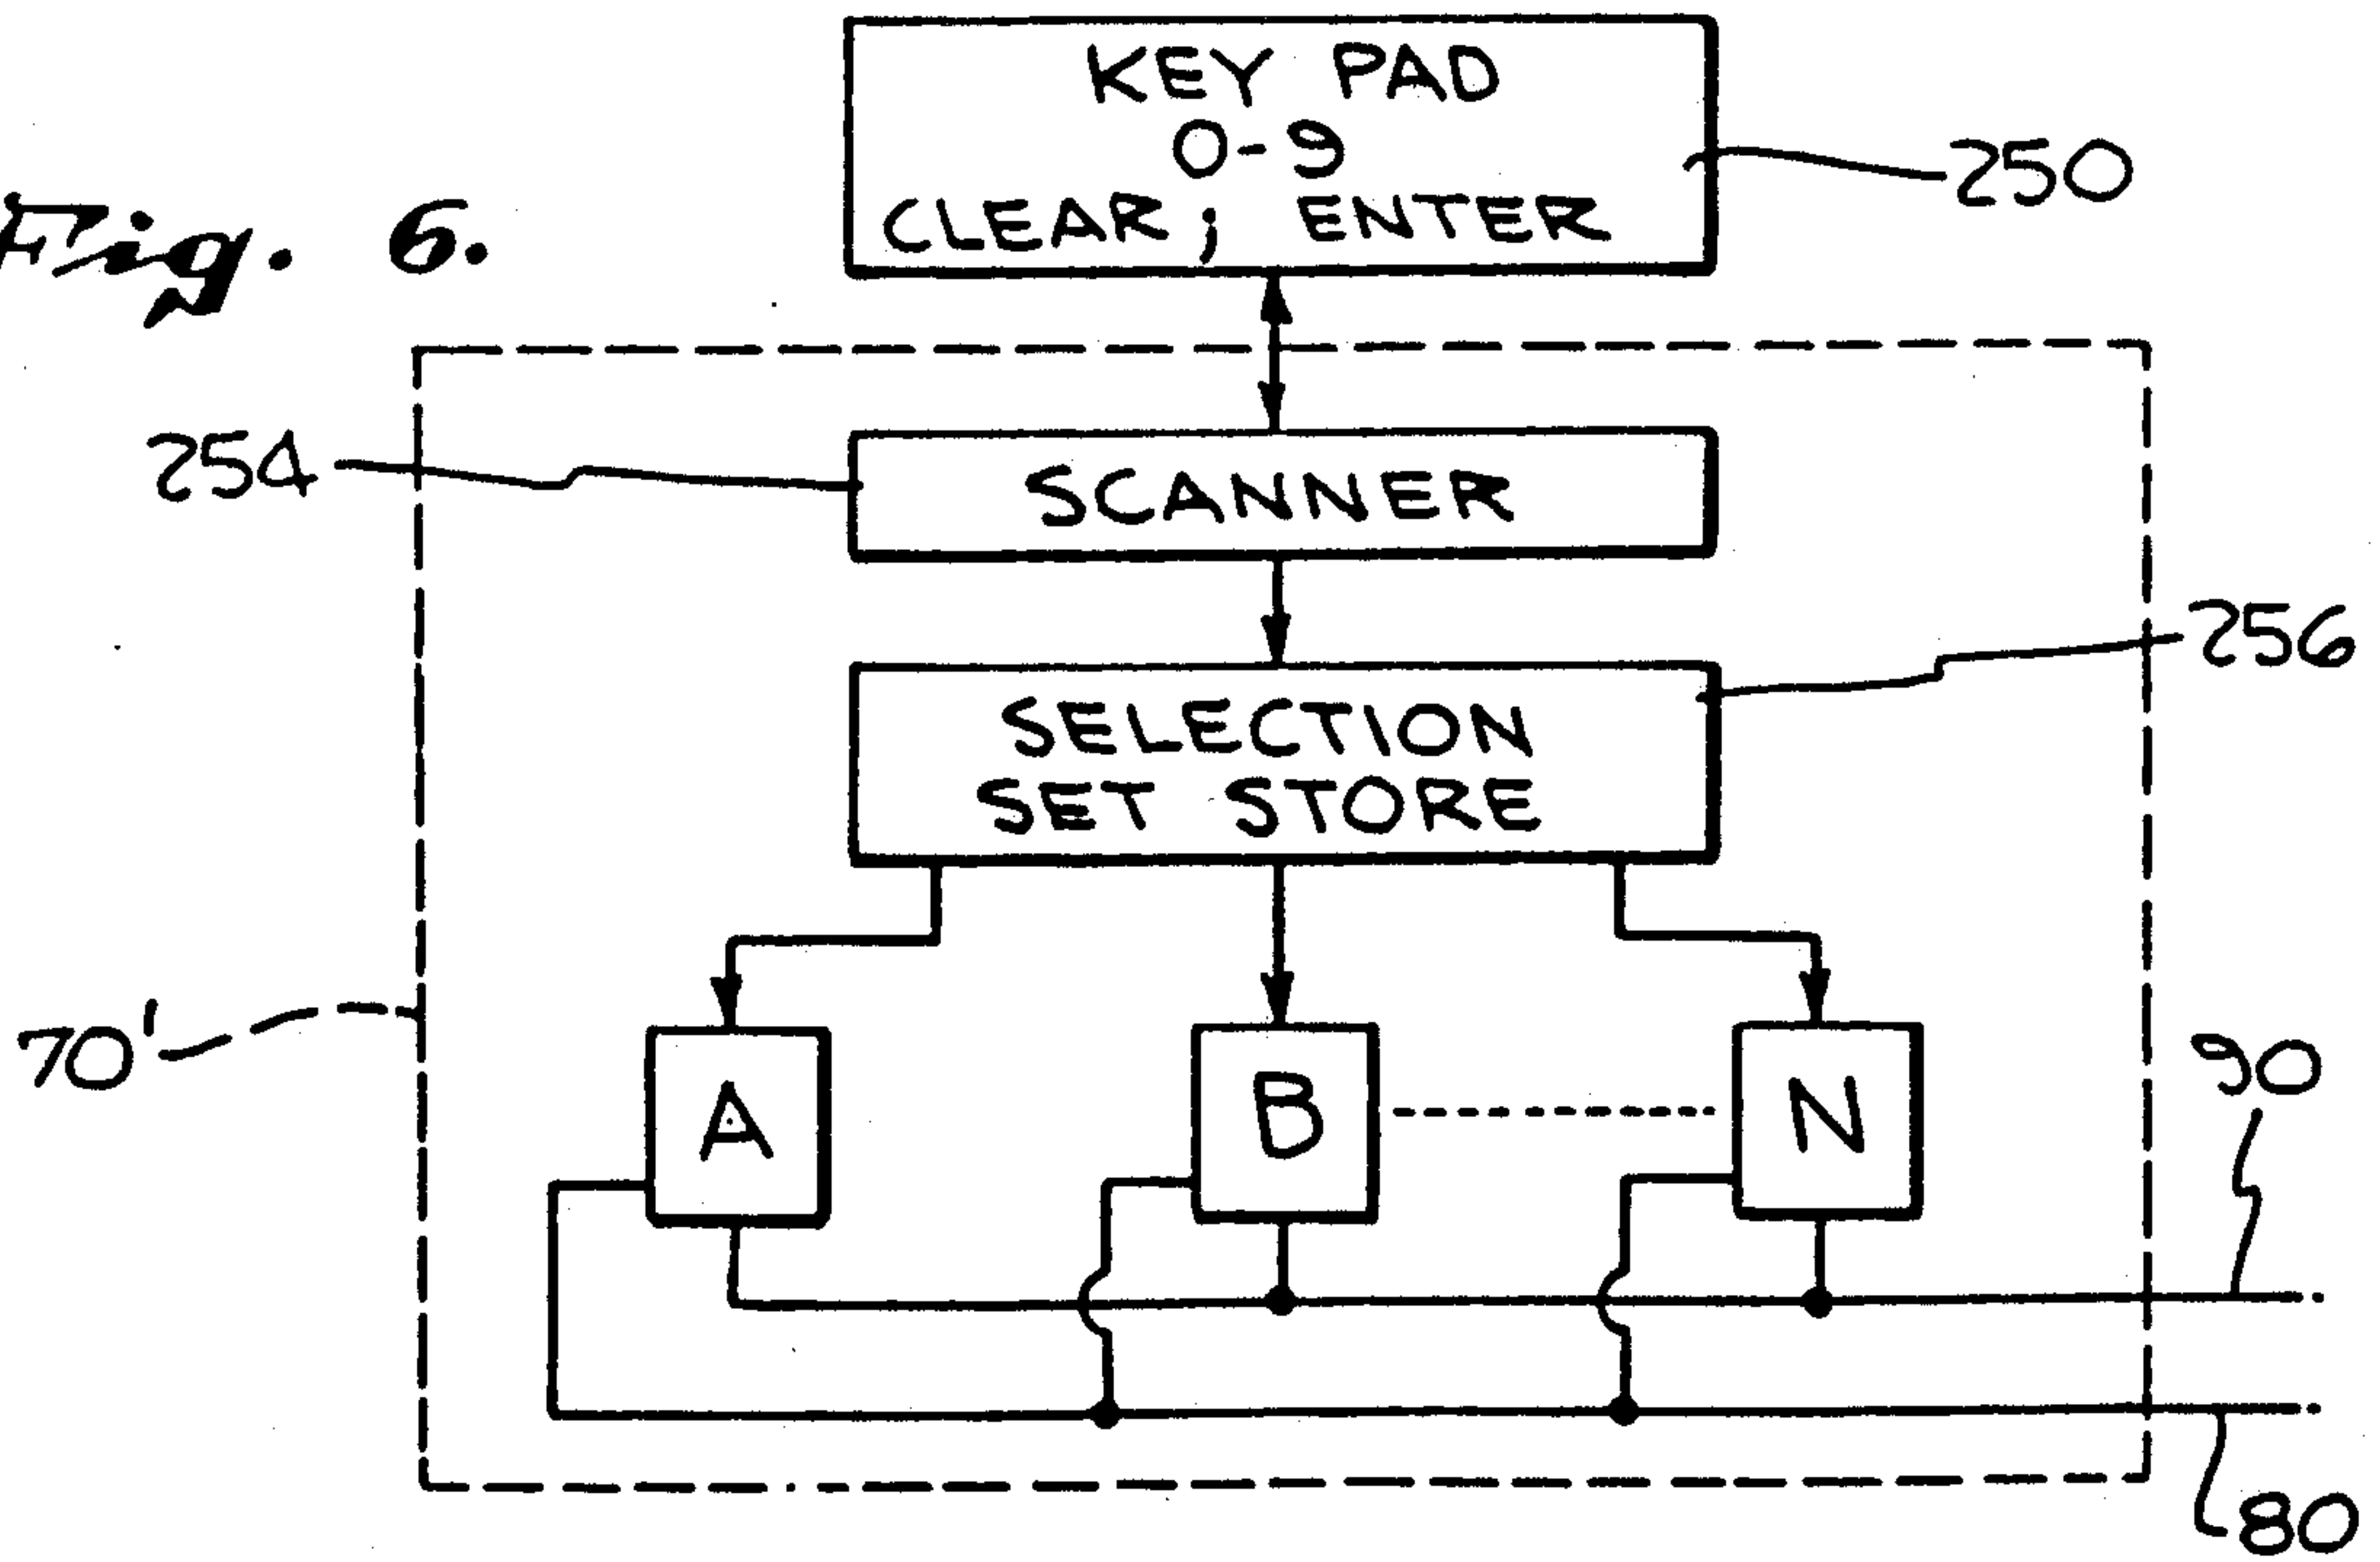 Fig. 6.
KEY PAD
0-9
CLEAR; ENTER
250
254
SCANNER
256
SELECTION
SET STORE
70'
A
B
N
90
80